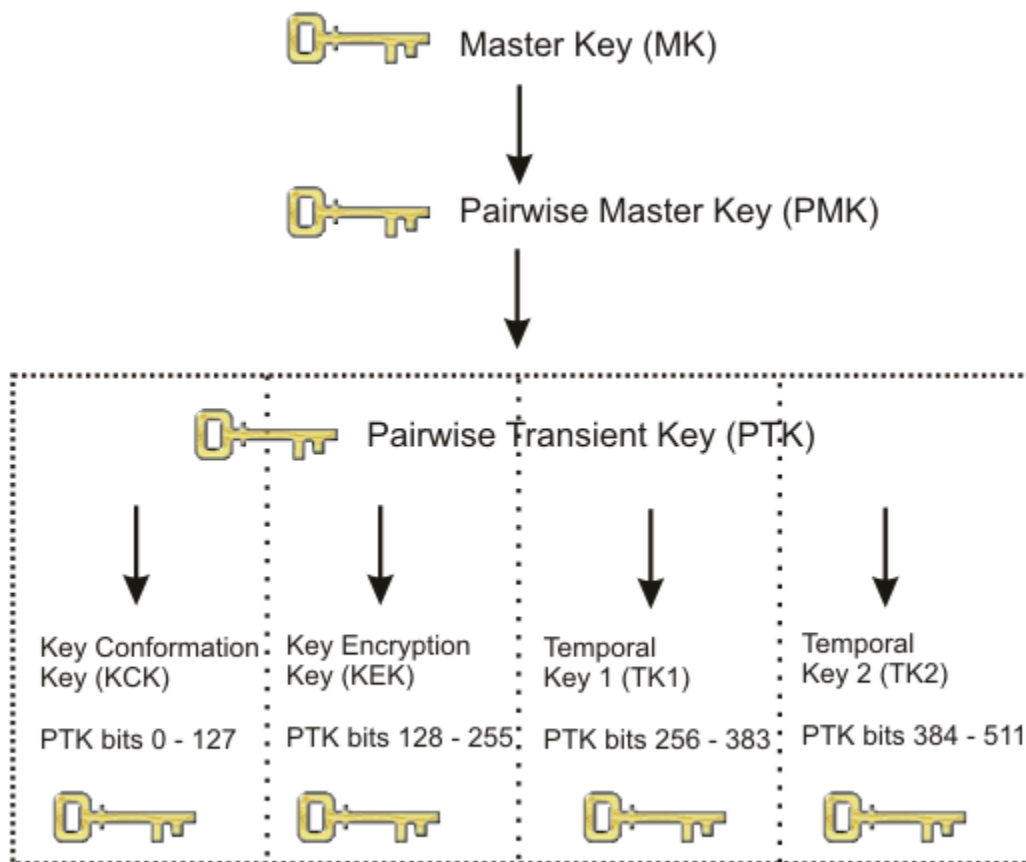 Master Key (MK)
Pairwise Master Key (PMK)
Pairwise Transient Key (PTK)
Key Conformation
Key (KCK)
PTK bits 0 - 127
Key Encryption
Key (KEK)
PTK bits 128 - 255
Temporal
Key 1 (TK1)
PTK bits 256 - 383
Temporal
Key 2 (TK2)
PTK bits 384 - 511